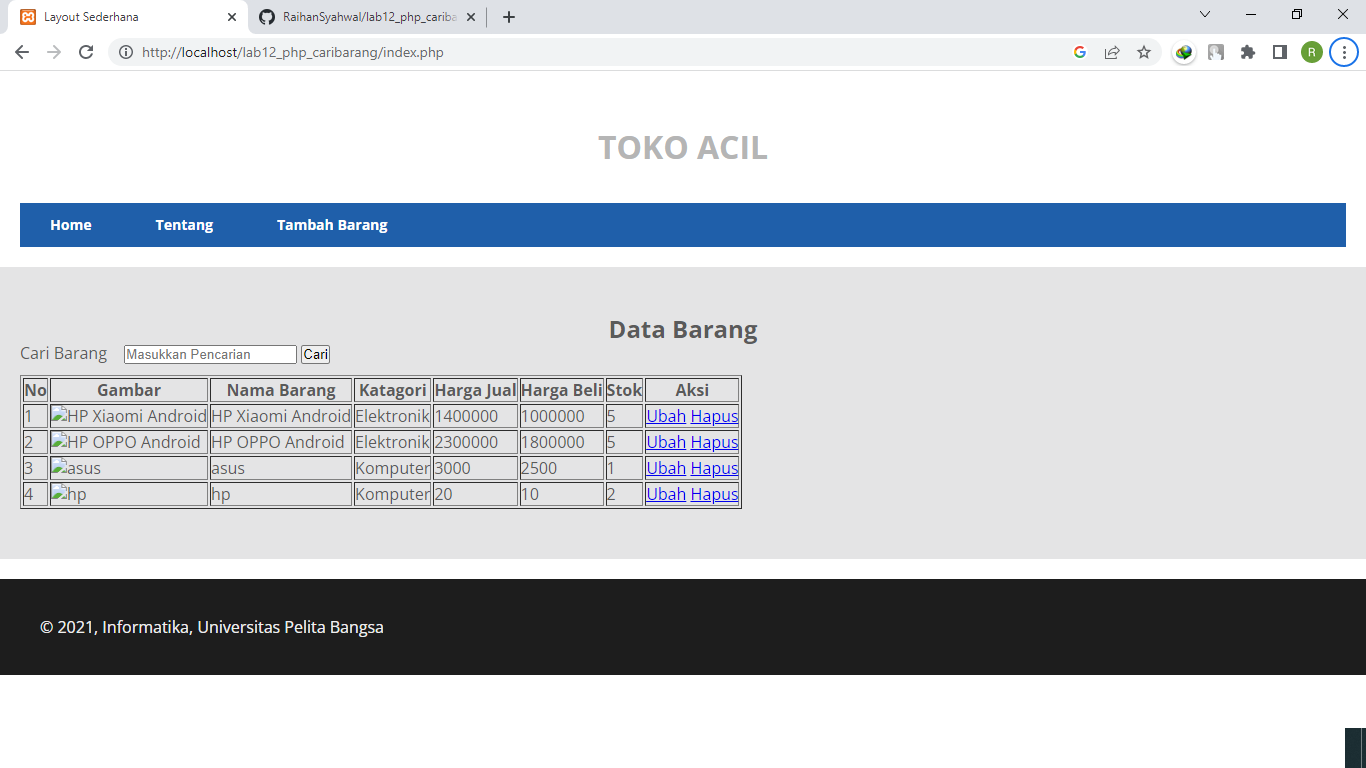 Layout Sederhana
RaihanSyahwal/lab12_php_cariba
http://localhost/lab12_php_caribarang/index.php
R
TOKO ACIL
Home Tentang Tambah Barang
Data Barang
Cari Barang Masukkan Pencarian Cari
No Gambar Nama Barang Katagori Harga Jual Harga Beli Stok Aksi
1 HP Xiaomi Android HP Xiaomi Android Elektronik 1400000 1000000 5 Ubah Hapus
2 HP OPPO Android HP OPPO Android Elektronik 2300000 1800000 5 Ubah Hapus
3 asus asus Komputer 3000 2500 1 Ubah Hapus
4 hp hp Komputer 20 10 2 Ubah Hapus
© 2021, Informatika, Universitas Pelita Bangsa